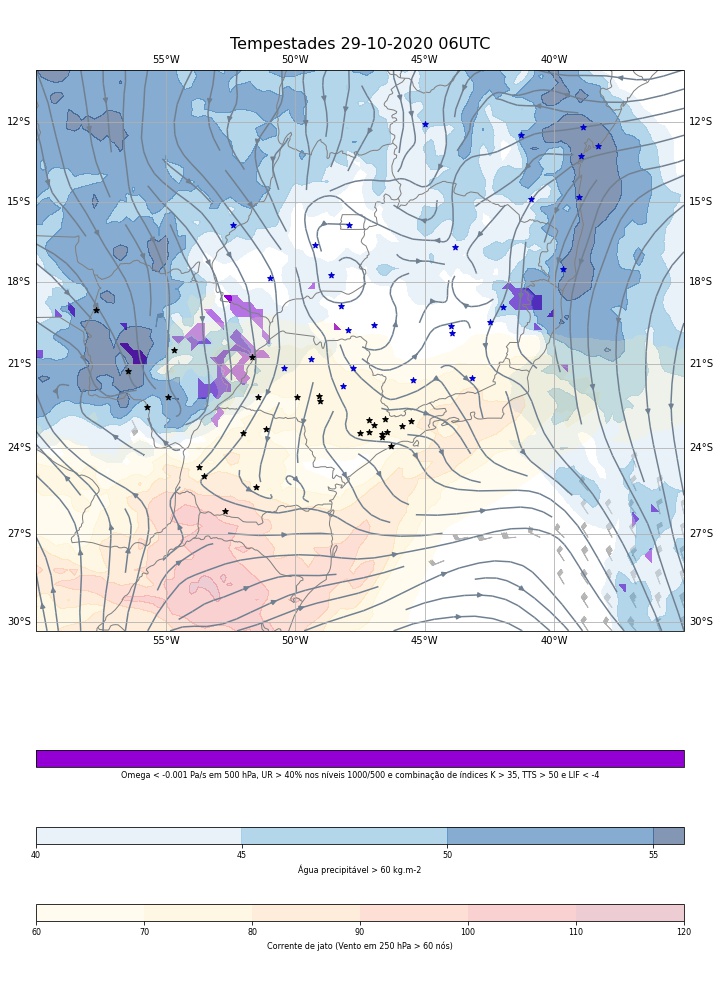 Tempestades 29-10-2020 06UTC
55°W 50°W 45°W 40°W
12°S 12°S
15°S 15°S
18°S 18°S
21°S 21°S
24°S 24°S
27°S 27°S
30°S 30°S
55°W 50°W 45°W 40°W
Omega < -0.001 Pa/s em 500 hPa, UR > 40% nos níveis 1000/500 e combinação de índices K > 35, TTS > 50 e LIF < -4
40 45 50 55
Água precipitável > 60 kg.m-2
60 70 80 90 100 110 120
Corrente de jato (Vento em 250 hPa > 60 nós)